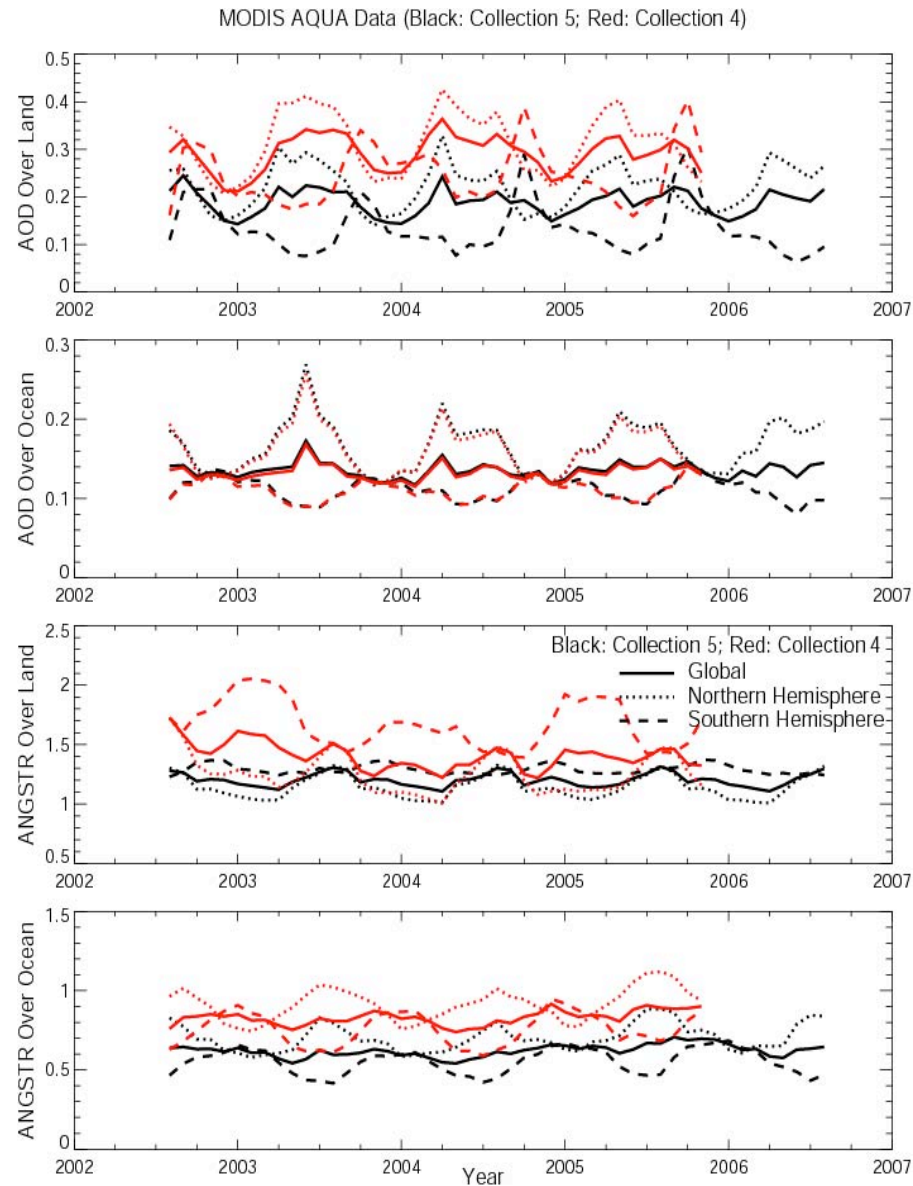 MODIS AQUA Data (Black: Collection 5; Red: Collection 4)
AOD Over Land
0.5
0.4
0.3
0.2
0.1
0
2002 2003 2004 2005 2006 2007
AOD Over Ocean
0.3
0.2
0.1
0
2002 2003 2004 2005 2006 2007
ANGSTR Over Land
2.5
2
1.5
1
0.5
Black: Collection 5; Red: Collection 4
Global
Northern Hemisphere
Southern Hemisphere
2002 2003 2004 2005 2006 2007
ANGSTR Over Ocean
1.5
1
0.5
0
2002 2003 2004 2005 2006 2007
Year